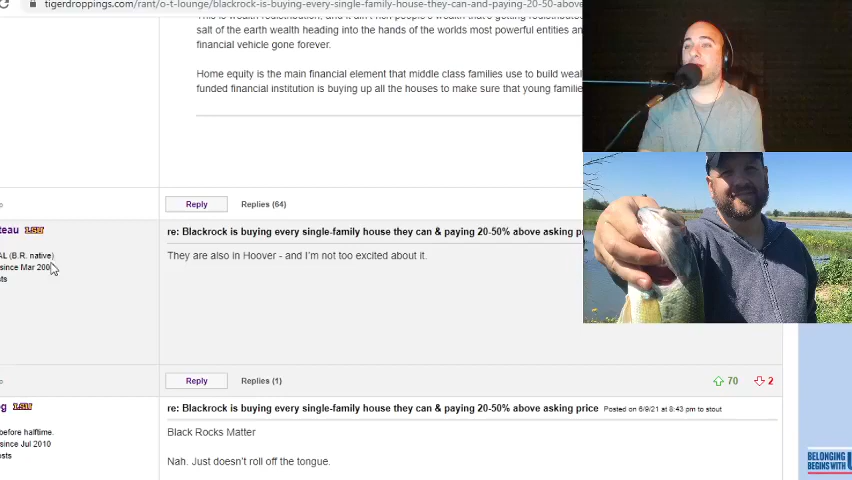 tigerdroppings.com/rant/o-t-lounge/blackrock-is-buying-every-single-family-house-they-can-and-paying-20-50-above
This is wealth redistribution, and it ain't rich people's wealth that's getting redistributed
salt of the earth wealth heading into the hands of the worlds most powerful entities an
financial vehicle gone forever.
Home equity is the main financial element that middle class families use to build weal
funded financial institution is buying up all the houses to make sure that young familie
Reply Replies (64)
teau LSU
AL (B.R. native)
since Mar 200
sts
re: Blackrock is buying every single-family house they can & paying 20-50% above asking pr
They are also in Hoover - and I'm not too excited about it.
Reply Replies (1) 70 2
g LSU
before halftime.
since Jul 2010
sts
re: Blackrock is buying every single-family house they can & paying 20-50% above asking price Posted on 6/9/21 at 8:43 pm to stout
Black Rocks Matter
Nah. Just doesn't roll off the tongue.
BELONGING
BEGINS WITH U